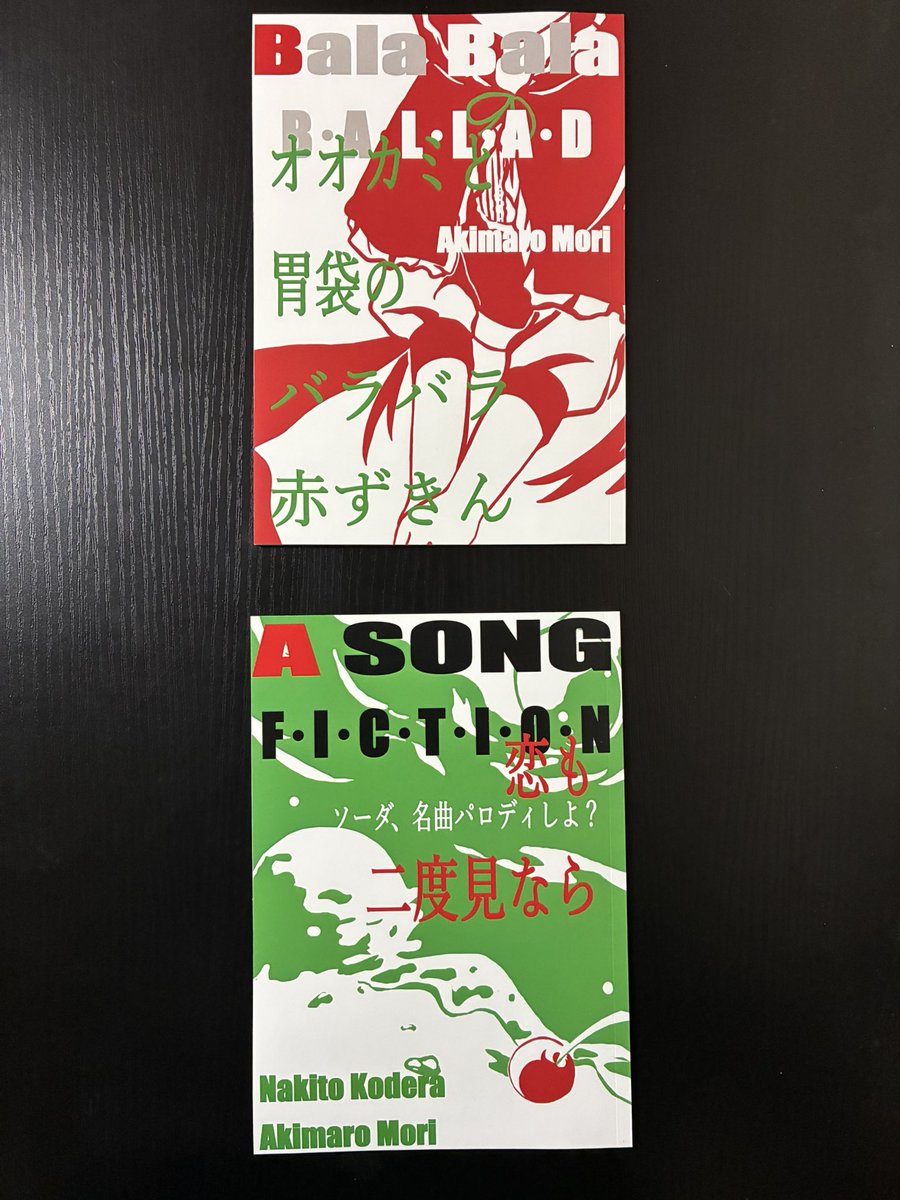 Bala Bala
B·A·L·L·A·D
オオカミと
Akimaro Mori
胃袋の
バラバラ
赤ずきん
A SONG
F·I·C·T·I·O·N
恋も
ソーダ、名曲パロディしよ?
二度見なら
Nakito Kodera
Akimaro Mori